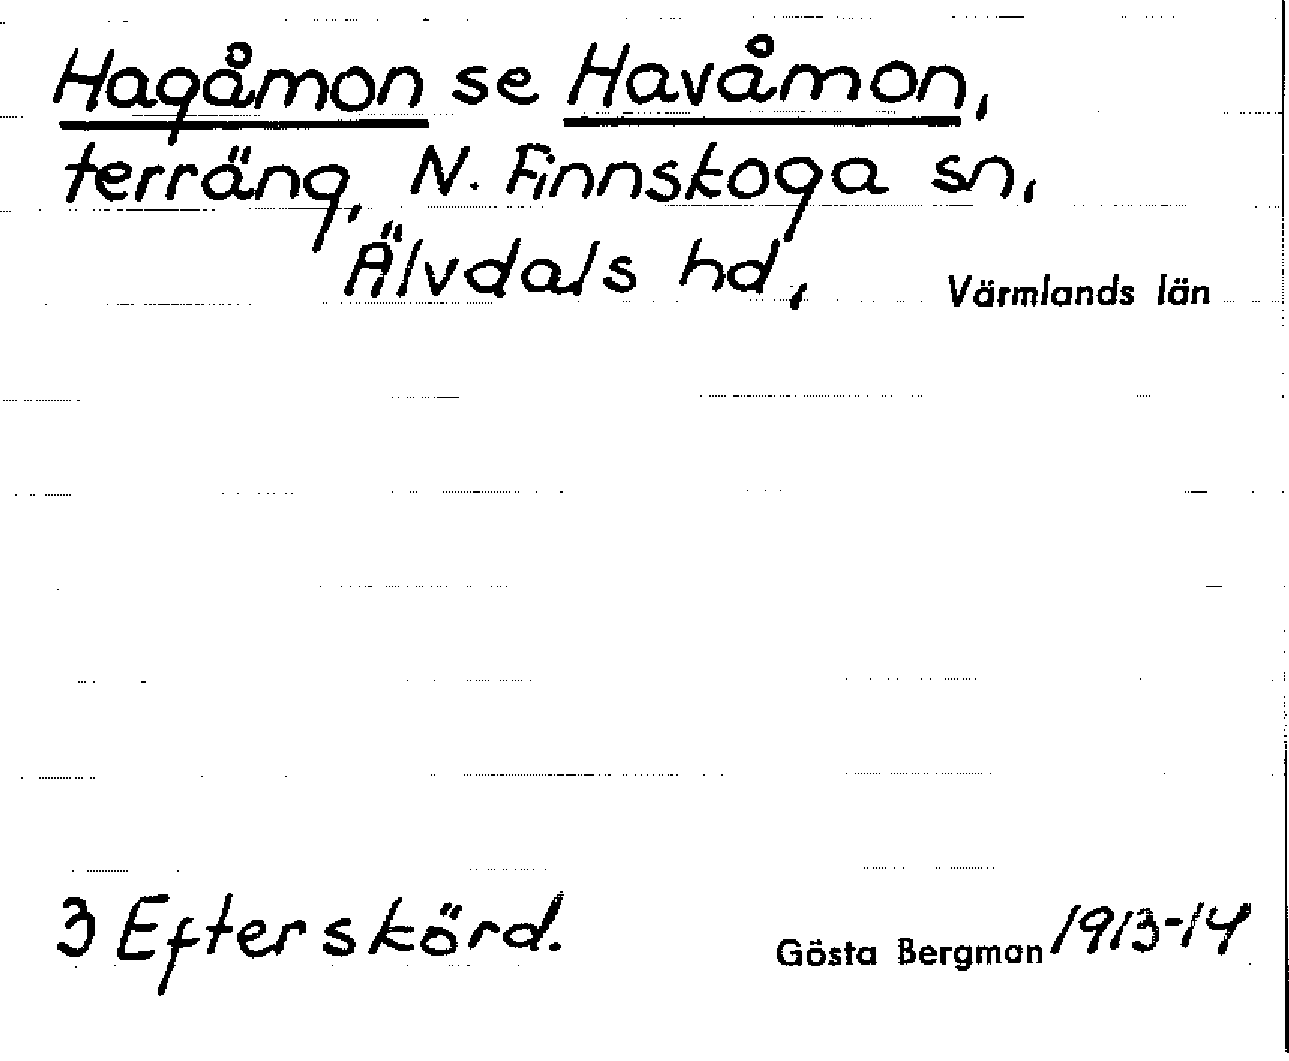 Hagåmon se Havåmon,
terräng, N. Finnskoga sn,
Älvdals hd, Värmlands län
3 Efterskörd. Gösta Bergman 1913-14